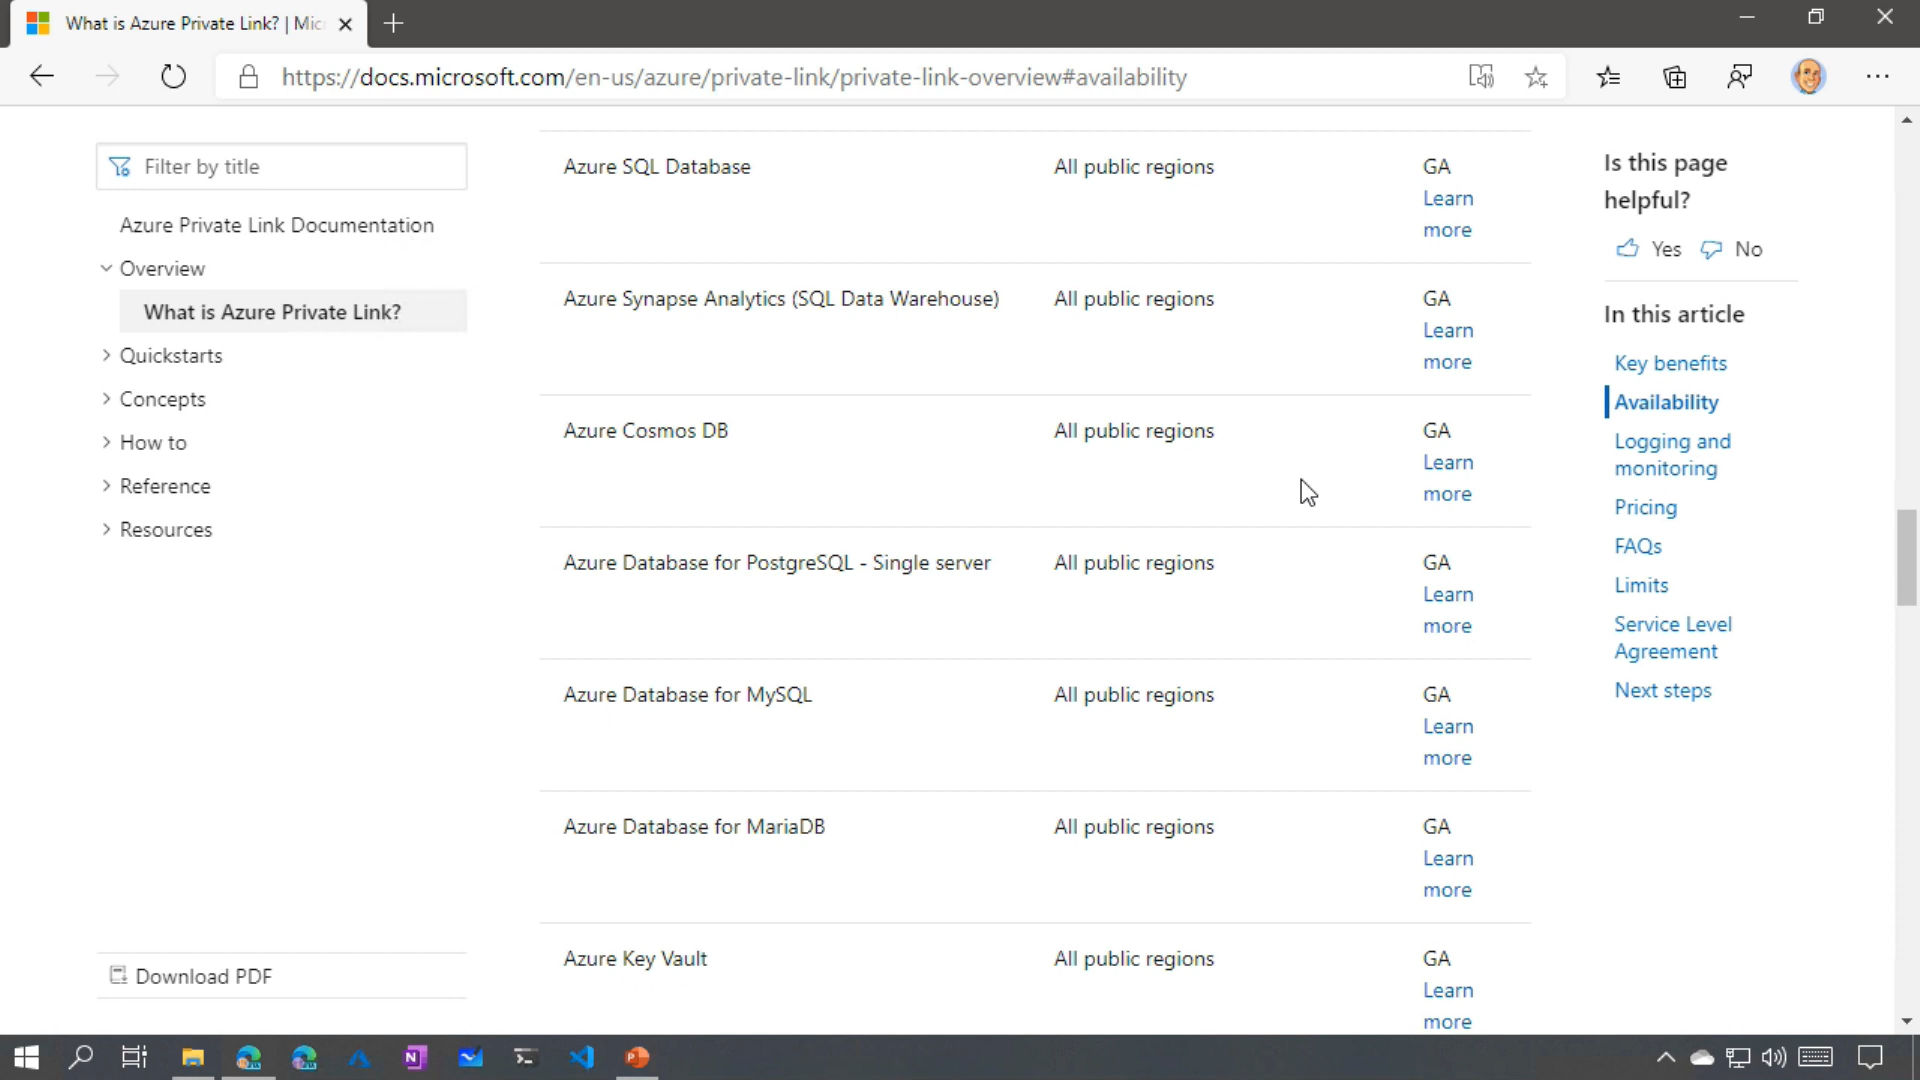 What is Azure Private Link? | Mic
https://docs.microsoft.com/en-us/azure/private-link/private-link-overview#availability
Filter by title
Azure Private Link Documentation
Overview
What is Azure Private Link?
Quickstarts
Concepts
How to
Reference
Resources
Download PDF
Azure SQL Database
All public regions
GA
Learn
more
Azure Synapse Analytics (SQL Data Warehouse)
All public regions
GA
Learn
more
Azure Cosmos DB
All public regions
GA
Learn
more
Azure Database for PostgreSQL - Single server
All public regions
GA
Learn
more
Azure Database for MySQL
All public regions
GA
Learn
more
Azure Database for MariaDB
All public regions
GA
Learn
more
Azure Key Vault
All public regions
GA
Learn
more
Is this page
helpful?
Yes
No
In this article
Key benefits
Availability
Logging and
monitoring
Pricing
FAQs
Limits
Service Level
Agreement
Next steps